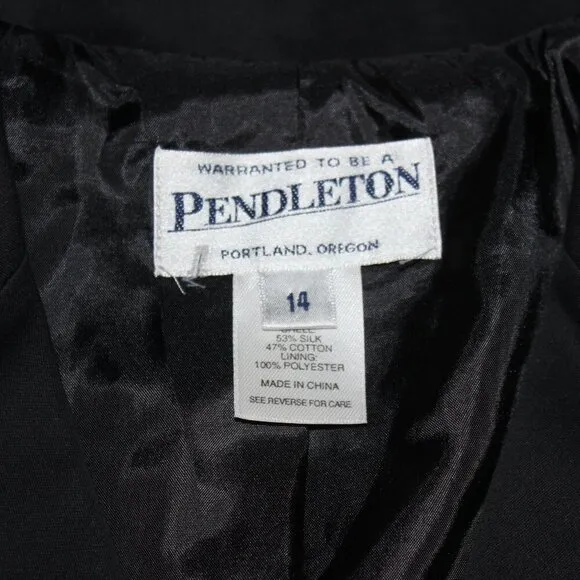 WARRANTED TO BE A
PENDLETON
PORTLAND, OREGON
14
SHELL:
53% SILK
47% COTTON
LINING:
100% POLYESTER
MADE IN CHINA
SEE REVERSE FOR CARE